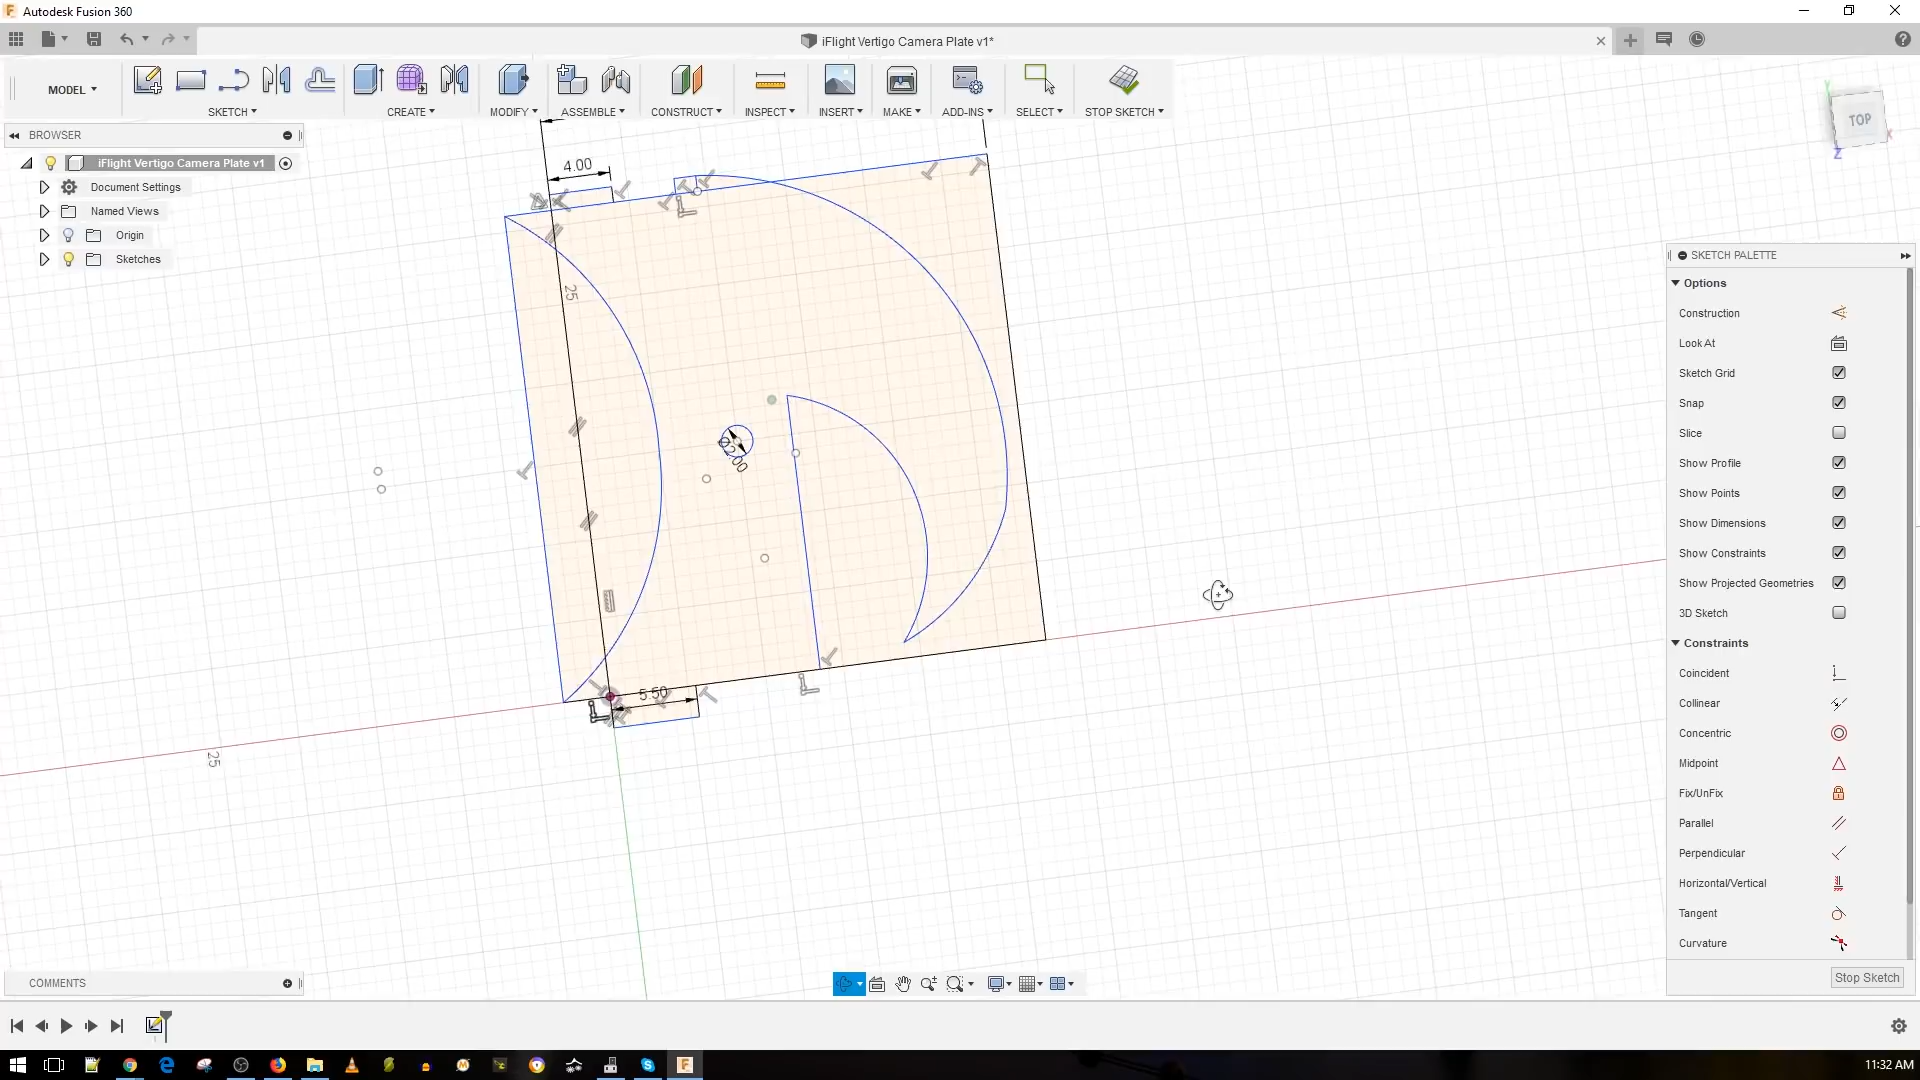 Autodesk Fusion 360
iFlight Vertigo Camera Plate v1*
MODEL
SKETCH
CREATE
MODIFY
ASSEMBLE
CONSTRUCT
INSPECT
INSERT
MAKE
ADD-INS
SELECT
STOP SKETCH
TOP
X
Y
Z
BROWSER
iFlight Vertigo Camera Plate v1
Document Settings
Named Views
Origin
Sketches
4.00
25
Ø2.00
5.50
25
SKETCH PALETTE
Options
Construction
Look At
Sketch Grid
Snap
Slice
Show Profile
Show Points
Show Dimensions
Show Constraints
Show Projected Geometries
3D Sketch
Constraints
Coincident
Collinear
Concentric
Midpoint
Fix/UnFix
Parallel
Perpendicular
Horizontal/Vertical
Tangent
Curvature
Stop Sketch
COMMENTS
11:32 AM